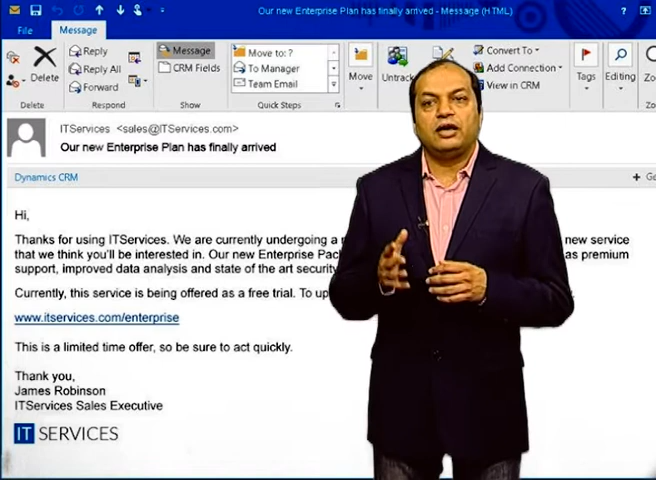 Our new Enterprise Plan has finally arrived - Message (HTML)
?
File
Message
Reply
Reply All
Forward
Delete
Message
CRM Fields
Move to: ?
To Manager
Team Email
Move
Untrack
Convert To
Add Connection
View in CRM
Tags
Editing
Delete
Respond
Show
Quick Steps
ITServices <sales@ITServices.com>
Our new Enterprise Plan has finally arrived
Dynamics CRM
+
Hi,
Thanks for using ITServices. We are currently undergoing a new service
that we think you'll be interested in. Our new Enterprise as premium
support, improved data analysis and state of the art security
Currently, this service is being offered as a free trial. To
www.itservices.com/enterprise
This is a limited time offer, so be sure to act quickly.
Thank you,
James Robinson
ITServices Sales Executive
IT SERVICES